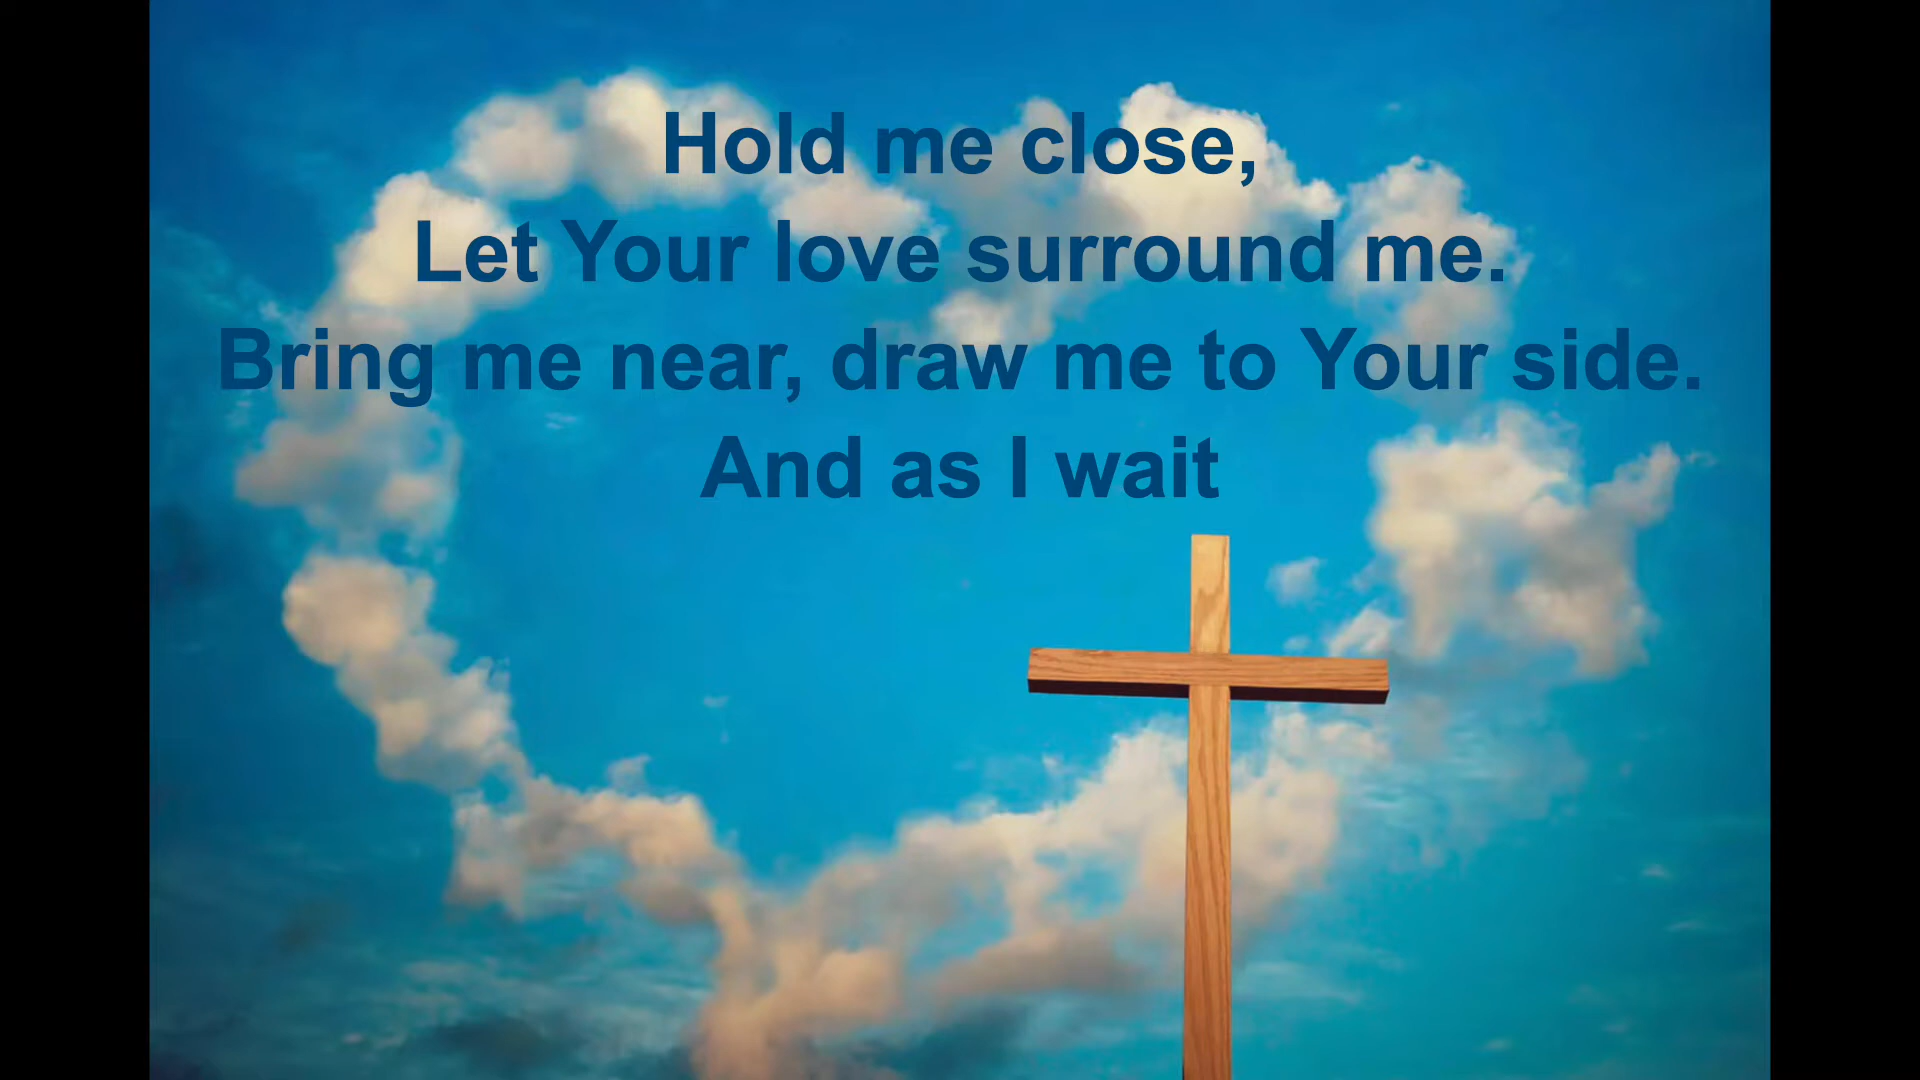 Hold me close,
Let Your love surround me.
Bring me near, draw me to Your side.
And as I wait